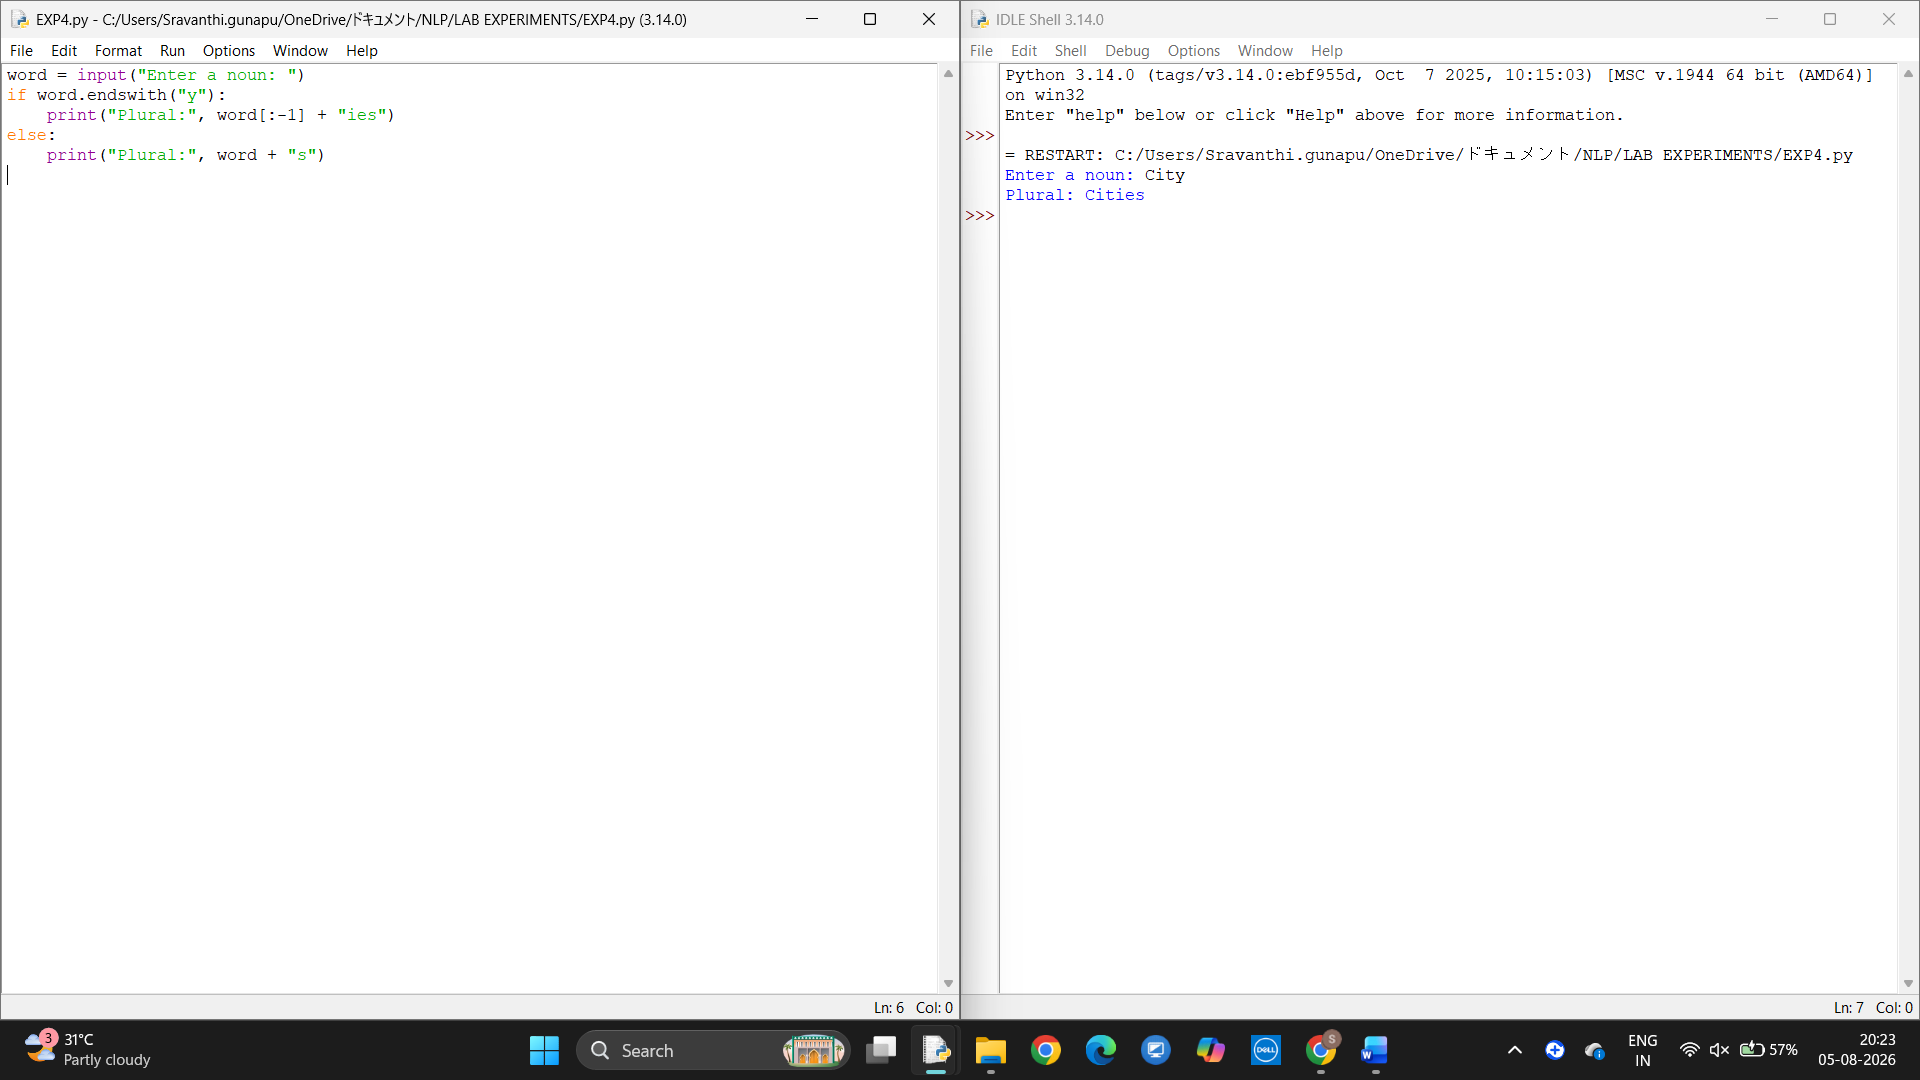 EXP4.py - C:/Users/Sravanthi.gunapu/OneDrive/ドキュメント/NLP/LAB EXPERIMENTS/EXP4.py (3.14.0)
File Edit Format Run Options Window Help
word = input("Enter a noun: ")
if word.endswith("y"):
    print("Plural:", word[:-1] + "ies")
else:
    print("Plural:", word + "s")
Ln: 6 Col: 0
IDLE Shell 3.14.0
File Edit Shell Debug Options Window Help
Python 3.14.0 (tags/v3.14.0:ebf955d, Oct  7 2025, 10:15:03) [MSC v.1944 64 bit (AMD64)]
on win32
Enter "help" below or click "Help" above for more information.
>>>
= RESTART: C:/Users/Sravanthi.gunapu/OneDrive/ドキュメント/NLP/LAB EXPERIMENTS/EXP4.py
Enter a noun: City
Plural: Cities
>>>
Ln: 7 Col: 0
3
31°C
Partly cloudy
Search
DELL
S
W
ENG
IN
57%
20:23
05-08-2026